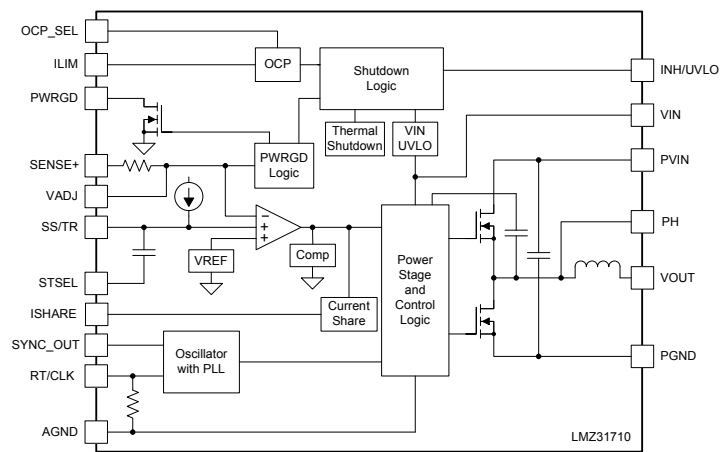 OCP_SEL
ILIM
PWRGD
SENSE+
VADJ
SS/TR
STSEL
ISHARE
SYNC_OUT
RT/CLK
AGND
OCP
Shutdown
Logic
Thermal
Shutdown
VIN
UVLO
PWRGD
Logic
VREF
−
+
+
Comp
Current
Share
Oscillator
with PLL
Power
Stage
and
Control
Logic
INH/UVLO
VIN
PVIN
PH
VOUT
PGND
LMZ31710